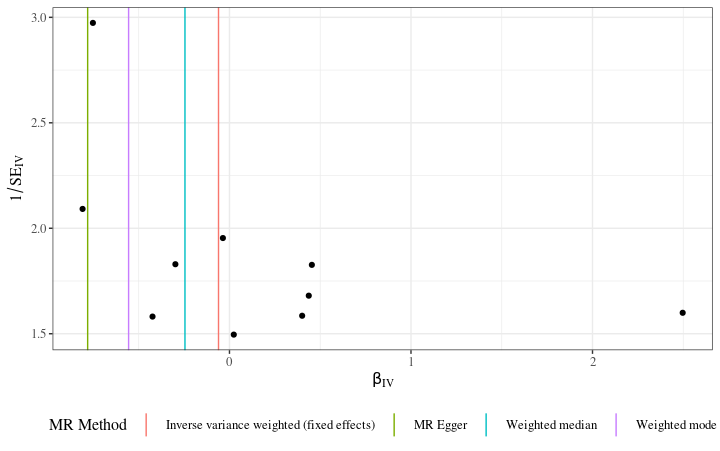 3.0
2.5
2.0
1.5
1/SE_IV
0 1 2
β_IV
MR Method Inverse variance weighted (fixed effects) MR Egger Weighted median Weighted mode